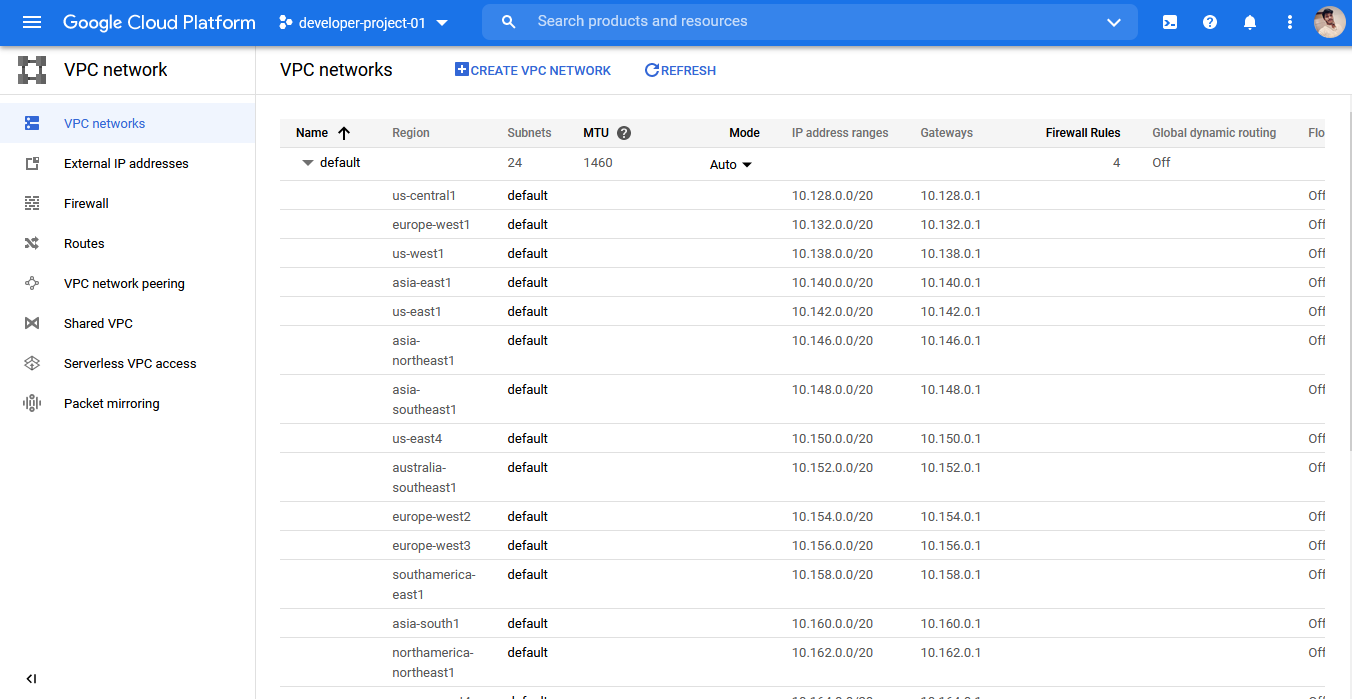 Google Cloud Platform developer-project-01 Search products and resources
VPC network VPC networks CREATE VPC NETWORK REFRESH
VPC networks
External IP addresses
Firewall
Routes
VPC network peering
Shared VPC
Serverless VPC access
Packet mirroring
Name Region Subnets MTU Mode IP address ranges Gateways Firewall Rules Global dynamic routing Flo
default 24 1460 Auto 4 Off
us-central1 default 10.128.0.0/20 10.128.0.1 Off
europe-west1 default 10.132.0.0/20 10.132.0.1 Off
us-west1 default 10.138.0.0/20 10.138.0.1 Off
asia-east1 default 10.140.0.0/20 10.140.0.1 Off
us-east1 default 10.142.0.0/20 10.142.0.1 Off
asia- default 10.146.0.0/20 10.146.0.1 Off
northeast1
asia- default 10.148.0.0/20 10.148.0.1 Off
southeast1
us-east4 default 10.150.0.0/20 10.150.0.1 Off
australia- default 10.152.0.0/20 10.152.0.1 Off
southeast1
europe-west2 default 10.154.0.0/20 10.154.0.1 Off
europe-west3 default 10.156.0.0/20 10.156.0.1 Off
southamerica- default 10.158.0.0/20 10.158.0.1 Off
east1
asia-south1 default 10.160.0.0/20 10.160.0.1 Off
northamerica- default 10.162.0.0/20 10.162.0.1 Off
northeast1